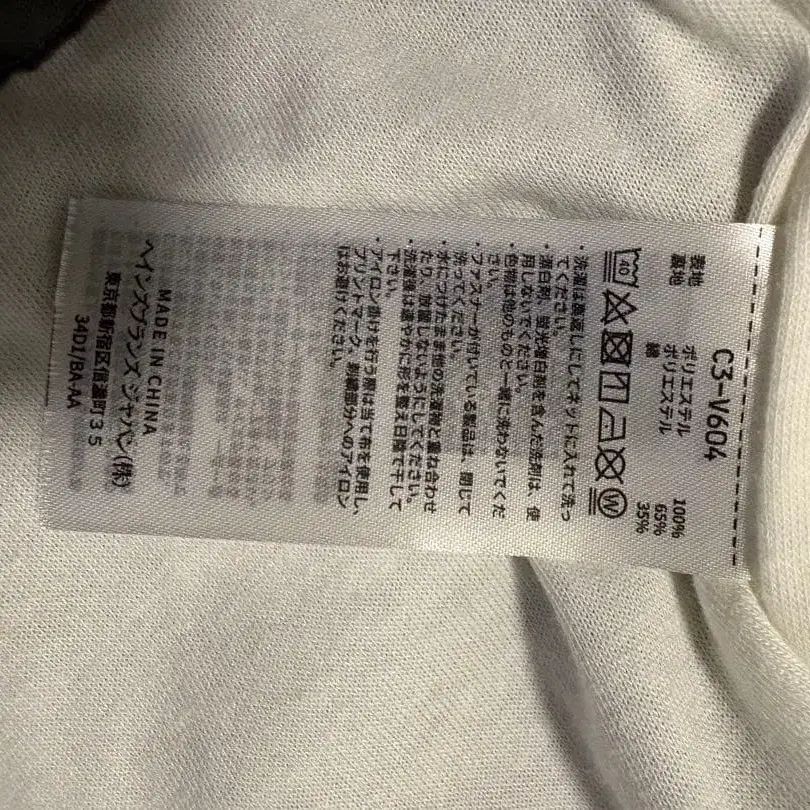 C3-V604
表地 ポリエステル 100%
裏地 ポリエステル 65%
綿 35%
40
W
・洗濯は裏返しにしてネットに入れて洗っ
てください。
・漂白剤、蛍光増白剤を含んだ洗剤は、使
用しないでください。
・色物は他のものと一緒に洗わないでくだ
さい。
・ファスナーが付いている製品は、閉じて
洗ってください。
・水につけたまま他の洗濯物と重ね合わせ
たり、放置しないようにしてください。
・洗濯後は速やかに形を整え日陰で干して
下さい。
・アイロン掛けを行う際は当て布を使用し、
プリントマーク、刺繍部分へのアイロン
はお避けください。
MADE IN CHINA
ヘインズブランズ ジャパン(株)
東京都新宿区信濃町35
34D1/BA-AA